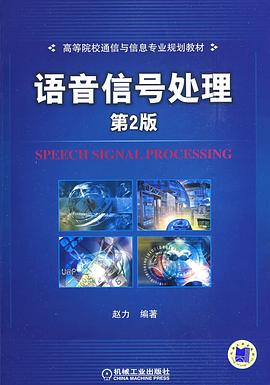 高等院校通信与信息专业规划教材
语音信号处理
第2版
SPEECH SIGNAL PROCESSING
赵力 编著
机械工业出版社
CHINA MACHINE PRESS